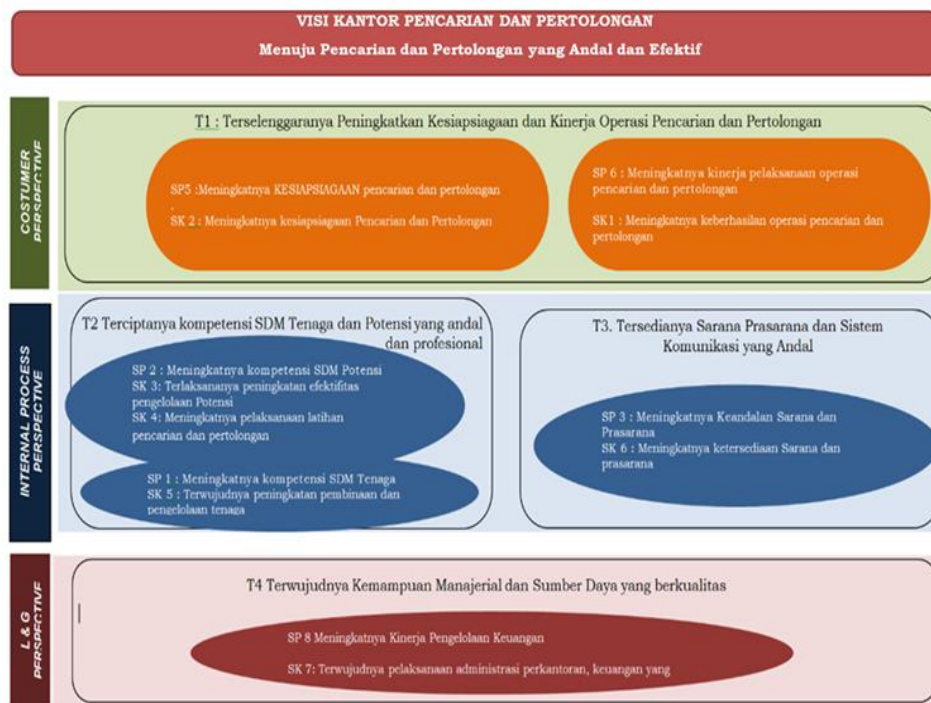 VISI KANTOR PENCARIAN DAN PERTOLONGAN
Menuju Pencarian dan Pertolongan yang Andal dan Efektif
COSTUMER
PERSPECTIVE
T1 : Terselenggaranya Peningkatkan Kesiapsiagaan dan Kinerja Operasi Pencarian dan Pertolongan
SP5 :Meningkatnya KESIAPSIAGAAN pencarian dan pertolongan
.
SK 2 : Meningkatnya kesiapsiagaan Pencarian dan Pertolongan
SP 6 : Meningkatnya kinerja pelaksanaan operasi
pencarian dan pertolongan
SK1 : Meningkatnya keberhasilan operasi pencarian dan
pertolongan
INTERNAL PROCESS
PERSPECTIVE
T2 Terciptanya kompetensi SDM Tenaga dan Potensi yang andal
dan profesional
SP 2 : Meningkatnya kompetensi SDM Potensi
SK 3: Terlaksananya peningkatan efektifitas
pengelolaan Potensi
SK 4: Meningkatnya pelaksanaan latihan
pencarian dan pertolongan
SP 1 : Meningkatnya kompetensi SDM Tenaga
SK 5 : Terwujudnya peningkatan pembinaan dan
pengelolaan tenaga
T3. Tersedianya Sarana Prasarana dan Sistem
Komunikasi yang Andal
SP 3 : Meningkatnya Keandalan Sarana dan
Prasarana
SK 6 : Meningkatnya ketersediaan Sarana dan
prasarana
L & G
PERSPECTIVE
T4 Terwujudnya Kemampuan Manajerial dan Sumber Daya yang berkualitas
SP 8 Meningkatnya Kinerja Pengelolaan Keuangan
SK 7: Terwujudnya pelaksanaan administrasi perkantoran, keuangan yang